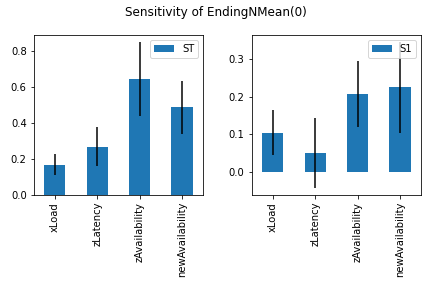 Sensitivity of EndingNMean(0)
ST
0.8
0.6
0.4
0.2
0.0
xLoad
zLatency
zAvailability
newAvailability
S1
0.3
0.2
0.1
0.0
xLoad
zLatency
zAvailability
newAvailability